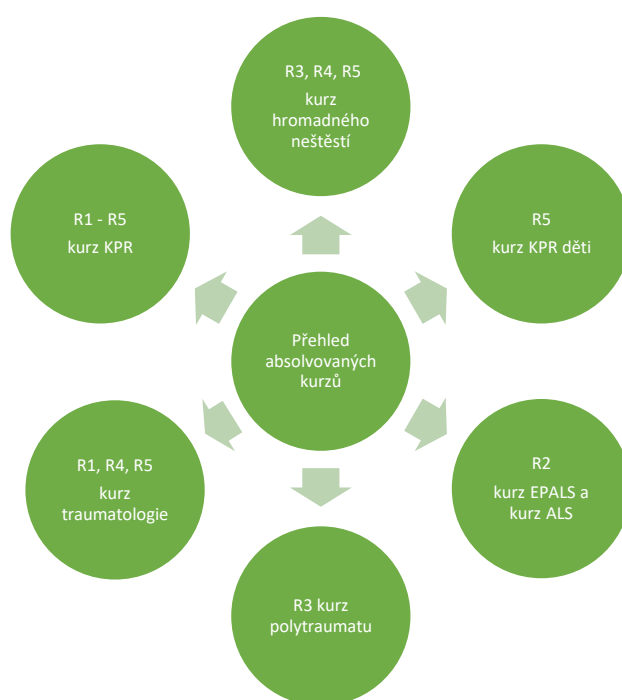 R3, R4, R5
kurz
hromadného
neštěstí
R1 - R5
kurz KPR
R5
kurz KPR děti
Přehled
absolvovaných
kurzů
R1, R4, R5
kurz
traumatologie
R2
kurz EPALS a
kurz ALS
R3 kurz
polytraumatu